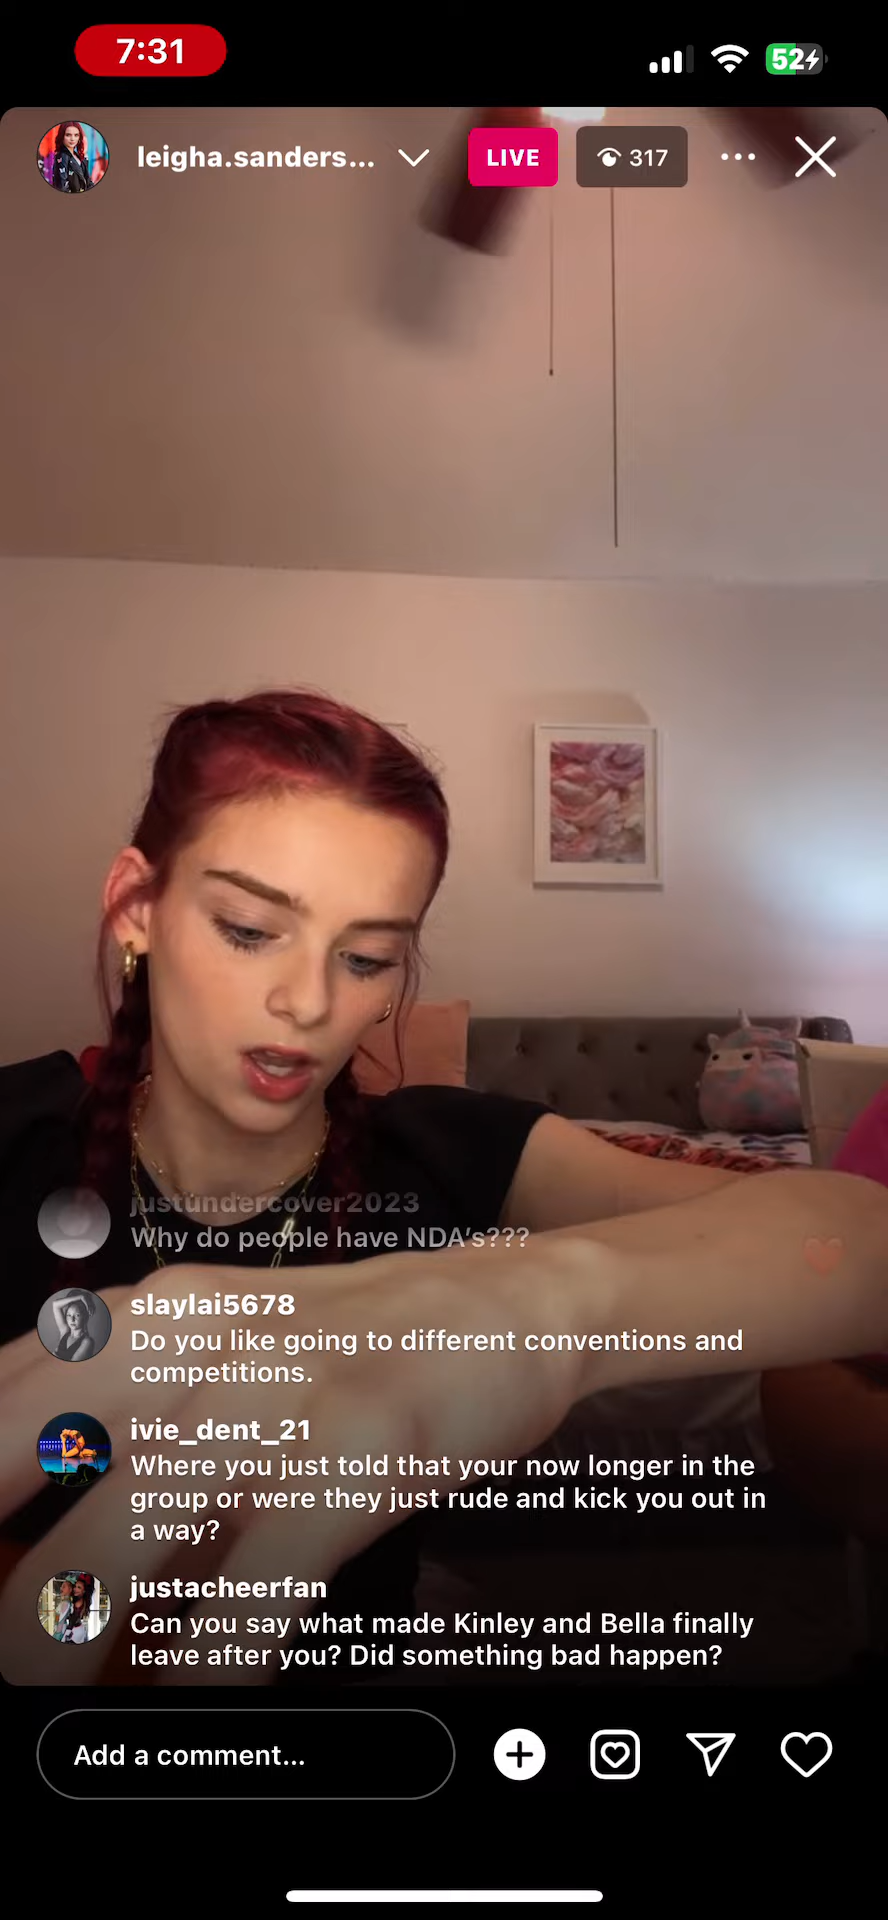 7:31
52
leigha.sanders...
LIVE
317
justundercover2023
Why do people have NDA's???
slaylai5678
Do you like going to different conventions and
competitions.
ivie_dent_21
Where you just told that your now longer in the
group or were they just rude and kick you out in
a way?
justacheerfan
Can you say what made Kinley and Bella finally
leave after you? Did something bad happen?
Add a comment...